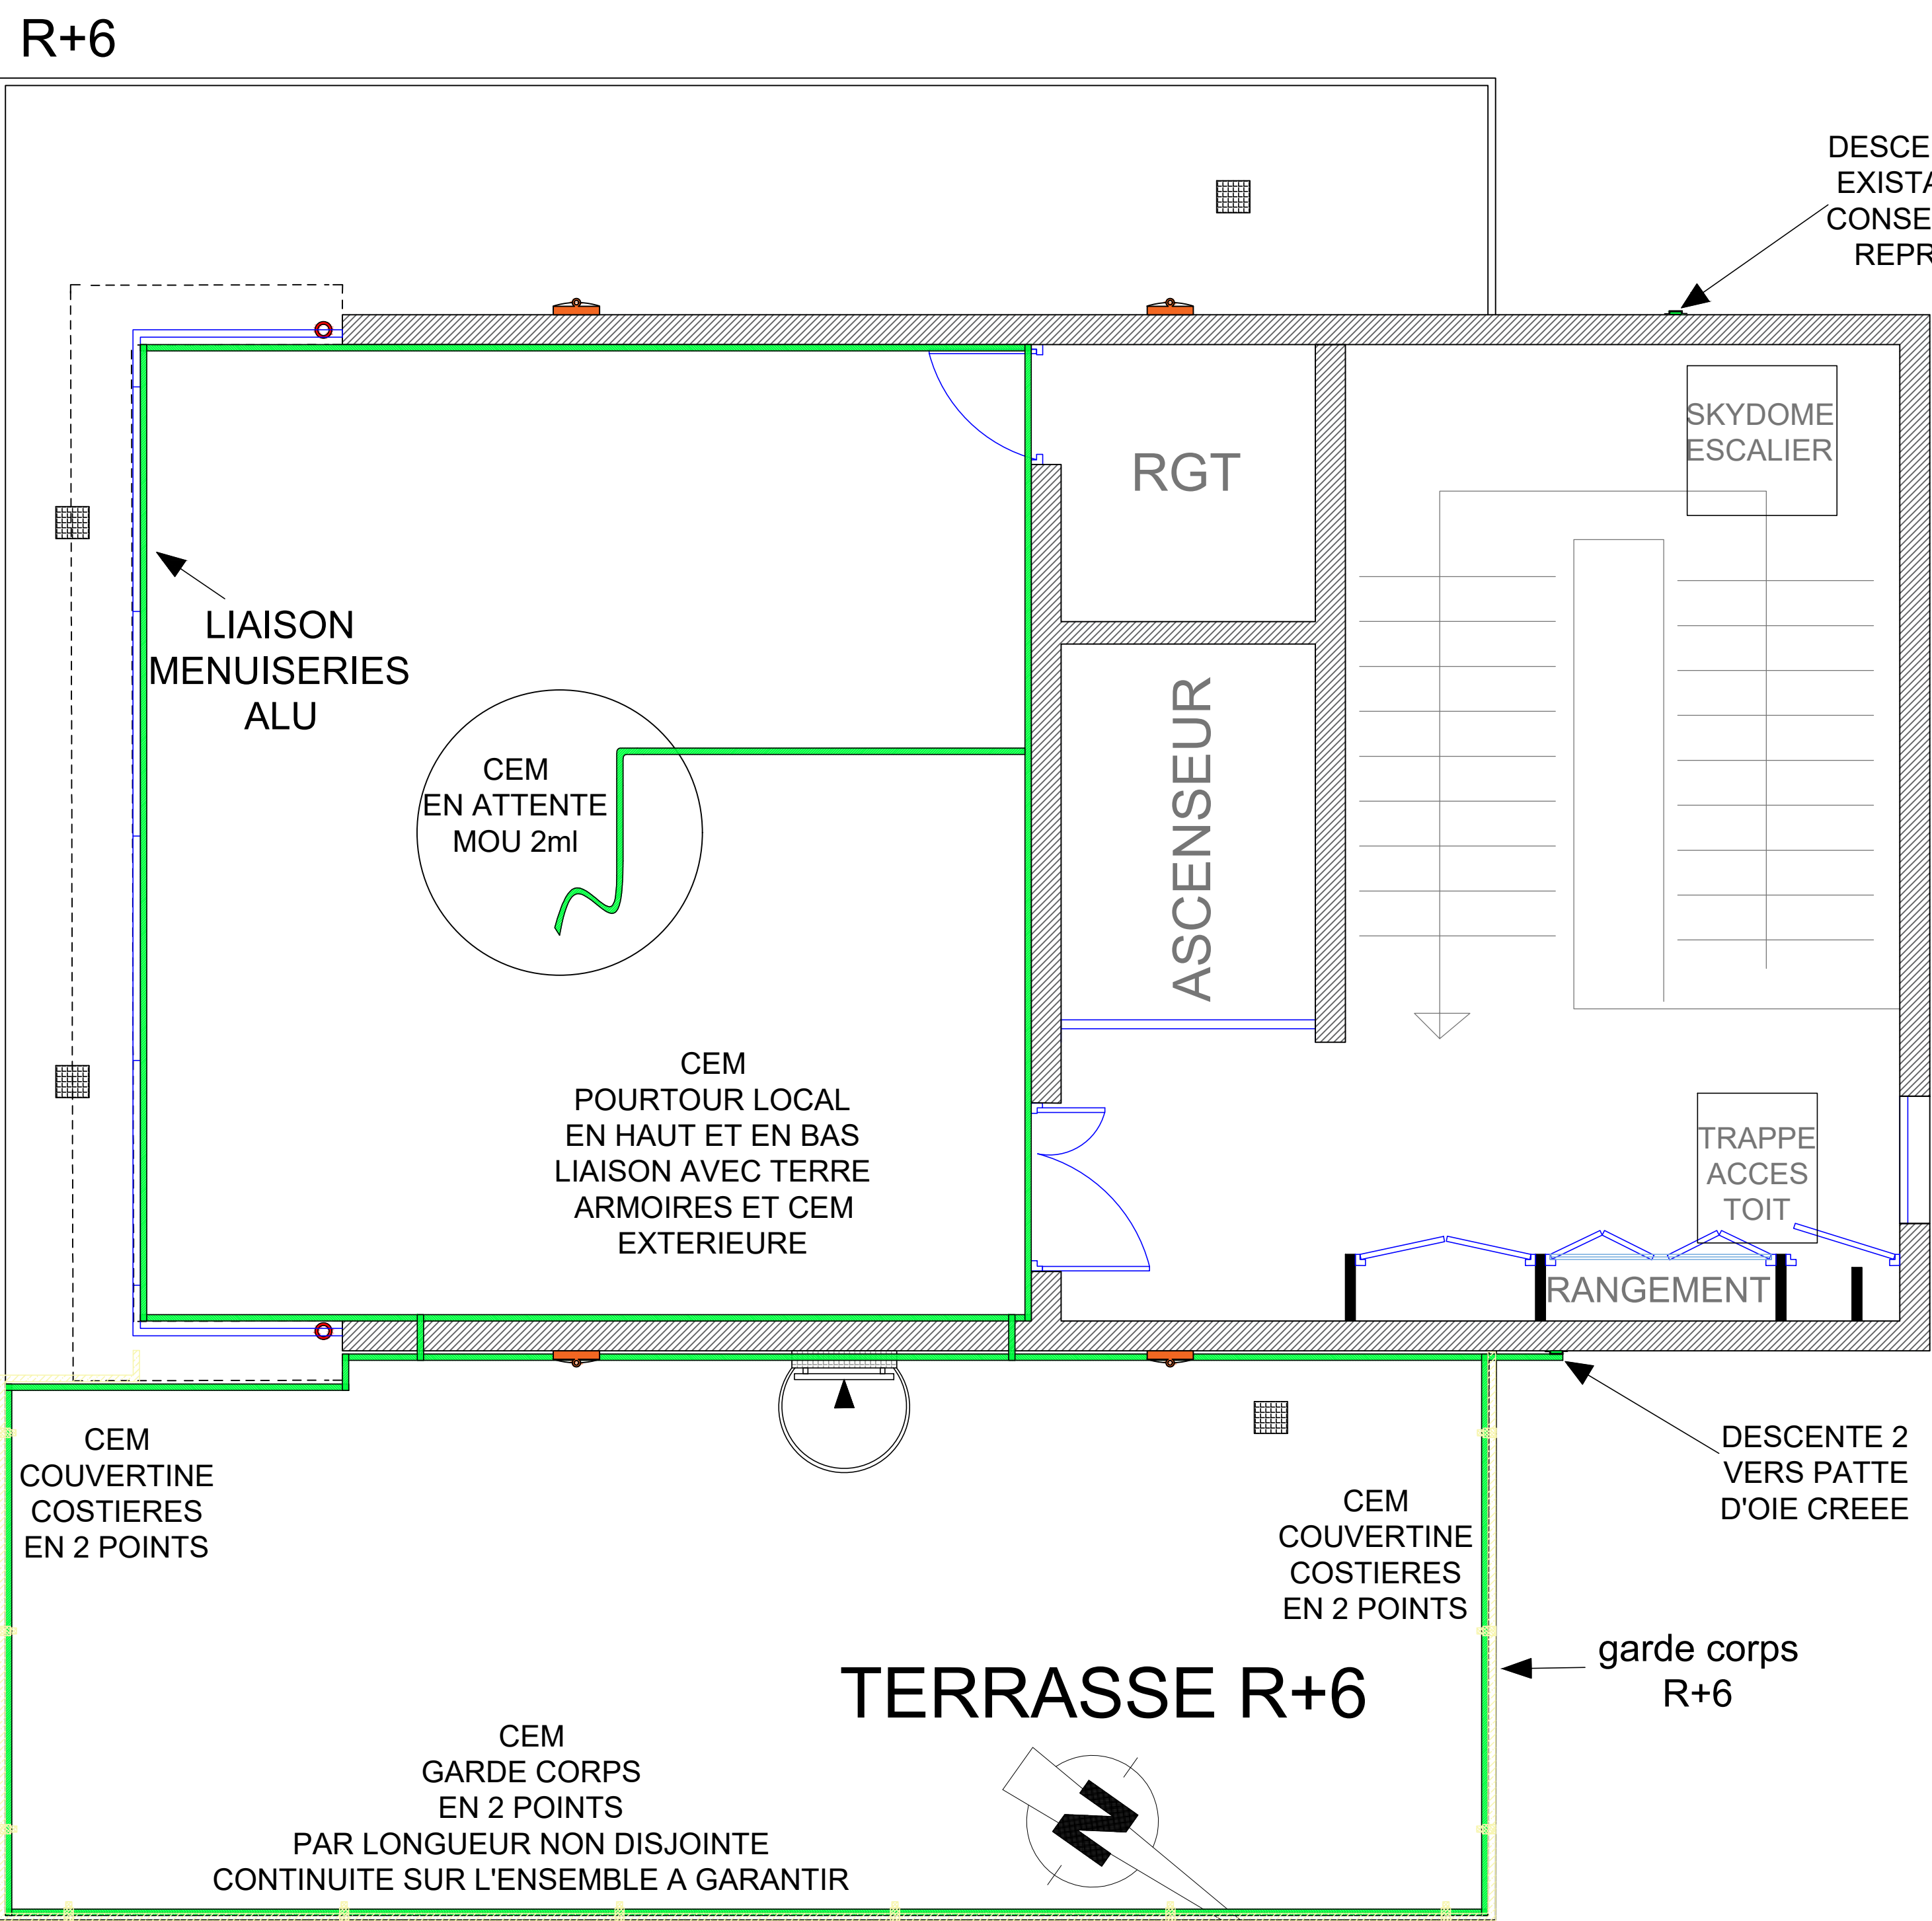 R+6
DESCE
EXISTA
CONSE
REPR
SKYDOME
ESCALIER
RGT
LIAISON
MENUISERIES
ALU
CEM
EN ATTENTE
MOU 2ml
ASCENSEUR
CEM
POURTOUR LOCAL
EN HAUT ET EN BAS
LIAISON AVEC TERRE
ARMOIRES ET CEM
EXTERIEURE
TRAPPE
ACCES
TOIT
RANGEMENT
CEM
COUVERTINE
COSTIERES
EN 2 POINTS
DESCENTE 2
VERS PATTE
D'OIE CREEE
CEM
COUVERTINE
COSTIERES
EN 2 POINTS
garde corps
R+6
TERRASSE R+6
CEM
GARDE CORPS
EN 2 POINTS
PAR LONGUEUR NON DISJOINTE
CONTINUITE SUR L'ENSEMBLE A GARANTIR
N